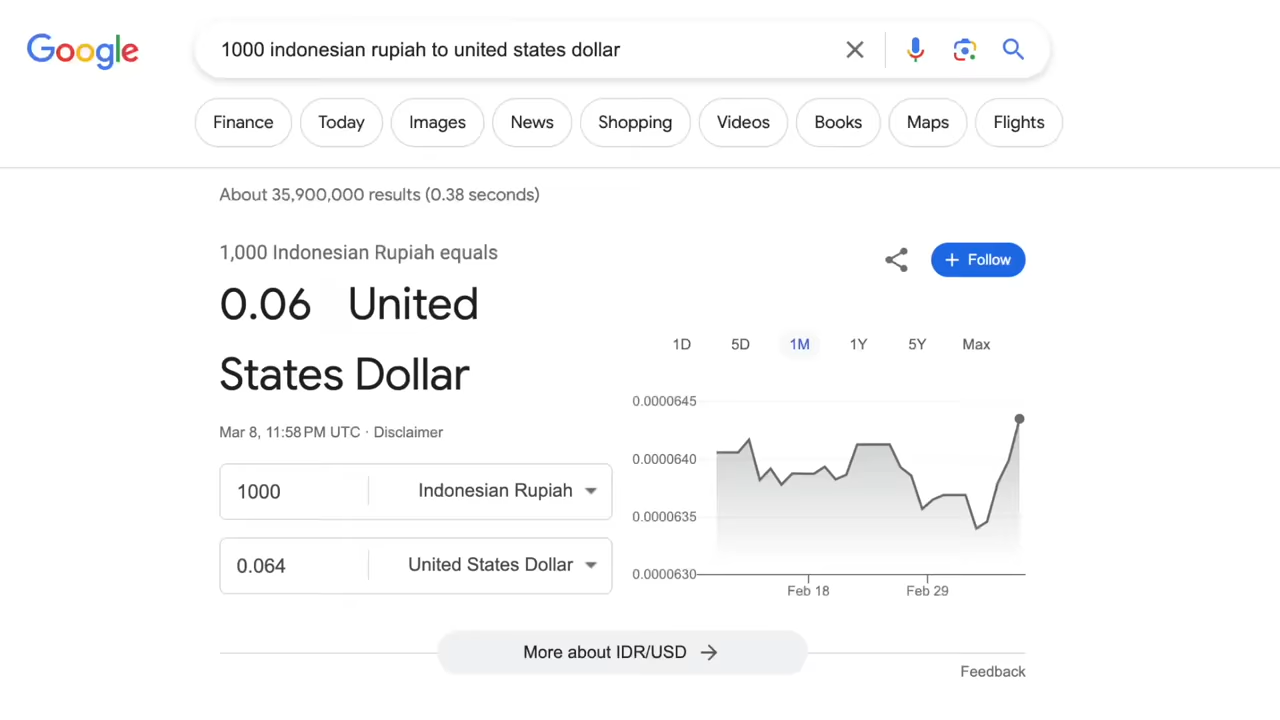 Google
1000 indonesian rupiah to united states dollar
Finance Today Images News Shopping Videos Books Maps Flights
About 35,900,000 results (0.38 seconds)
1,000 Indonesian Rupiah equals
Follow
0.06 United
States Dollar
1D 5D 1M 1Y 5Y Max
Mar 8, 11:58 PM UTC · Disclaimer
1000 Indonesian Rupiah
0.064 United States Dollar
0.0000645
0.0000640
0.0000635
0.0000630
Feb 18 Feb 29
More about IDR/USD
Feedback